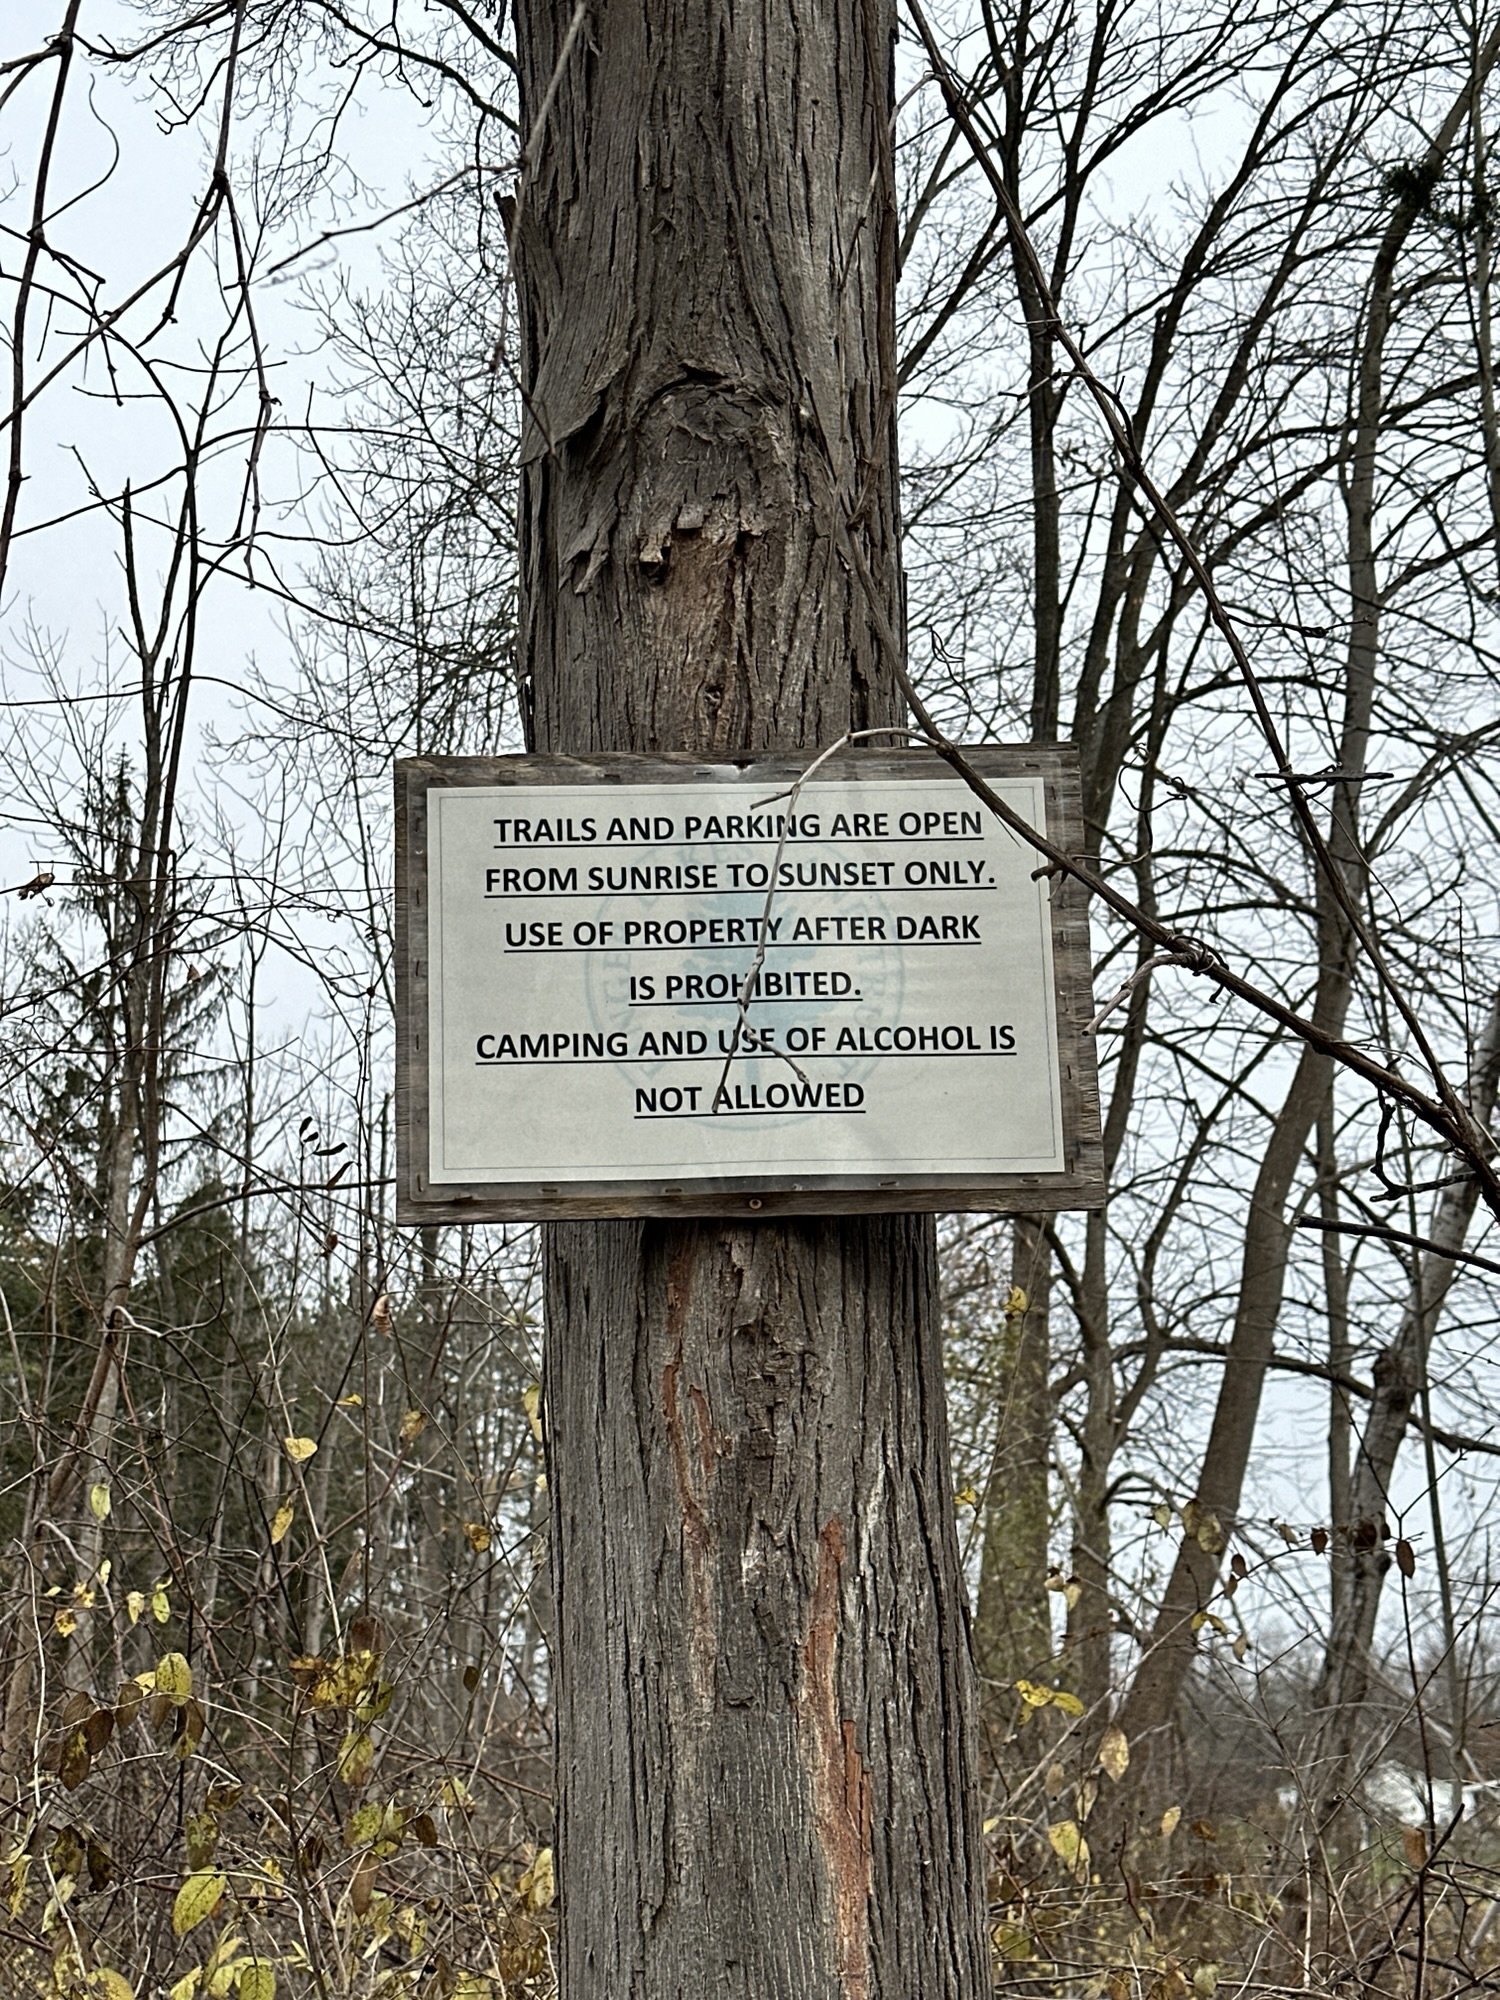 TRAILS AND PARKING ARE OPEN
FROM SUNRISE TO SUNSET ONLY.
USE OF PROPERTY AFTER DARK
IS PROHIBITED.
CAMPING AND USE OF ALCOHOL IS
NOT ALLOWED